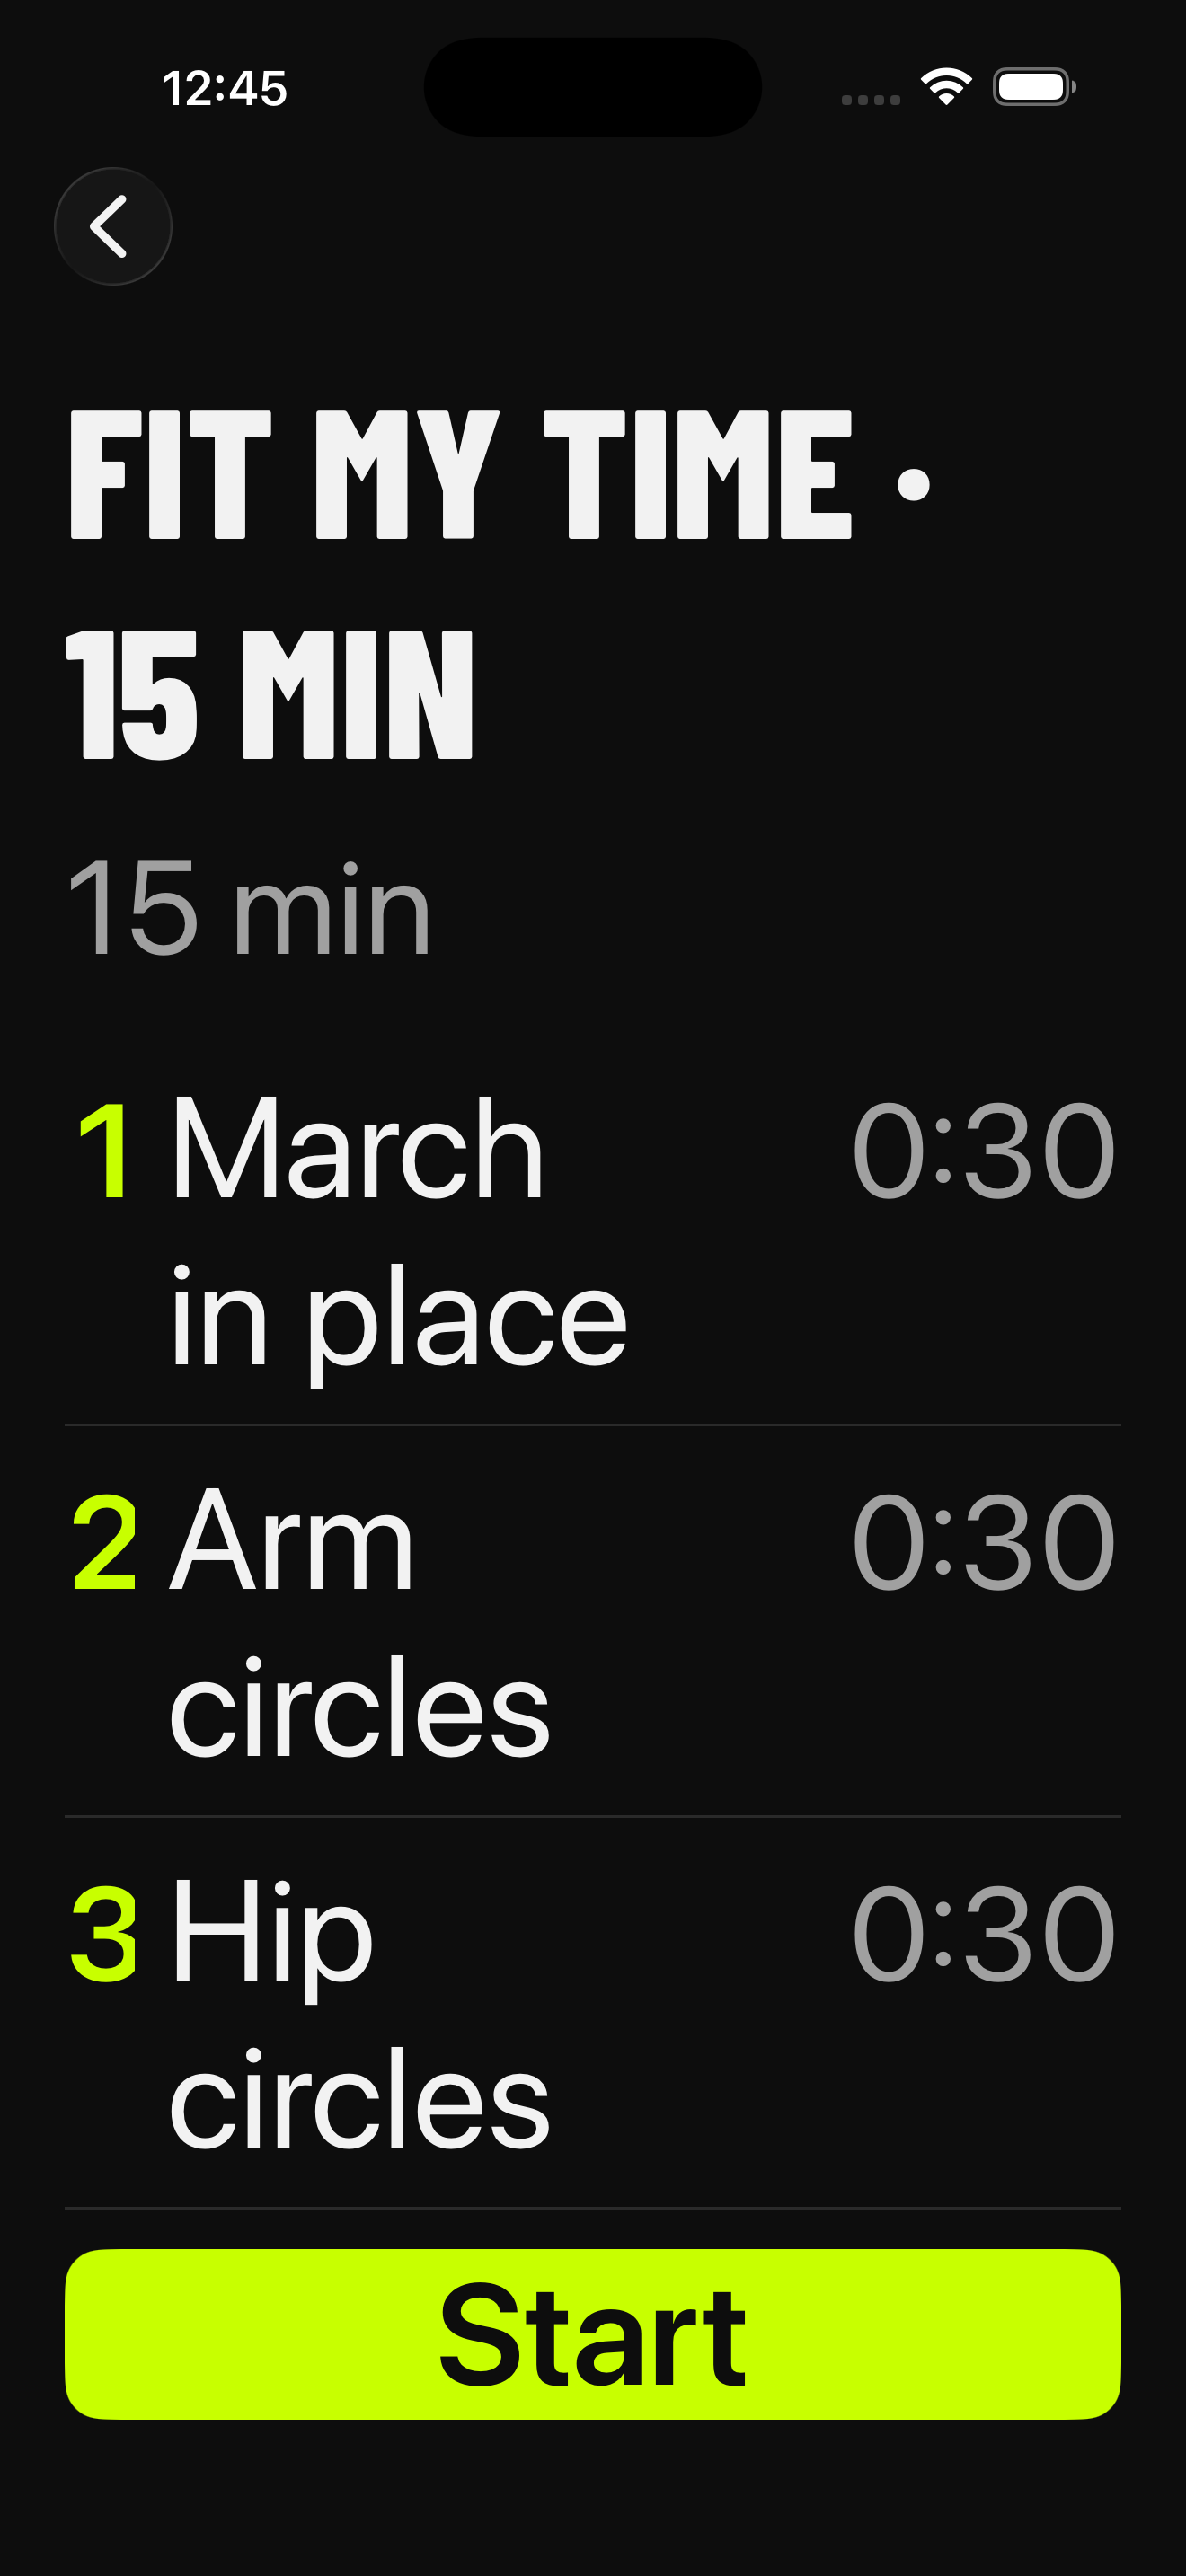 12:45
FIT MY TIME •
15 MIN
15 min
1 March 0:30
in place
2 Arm 0:30
circles
3 Hip 0:30
circles
Start